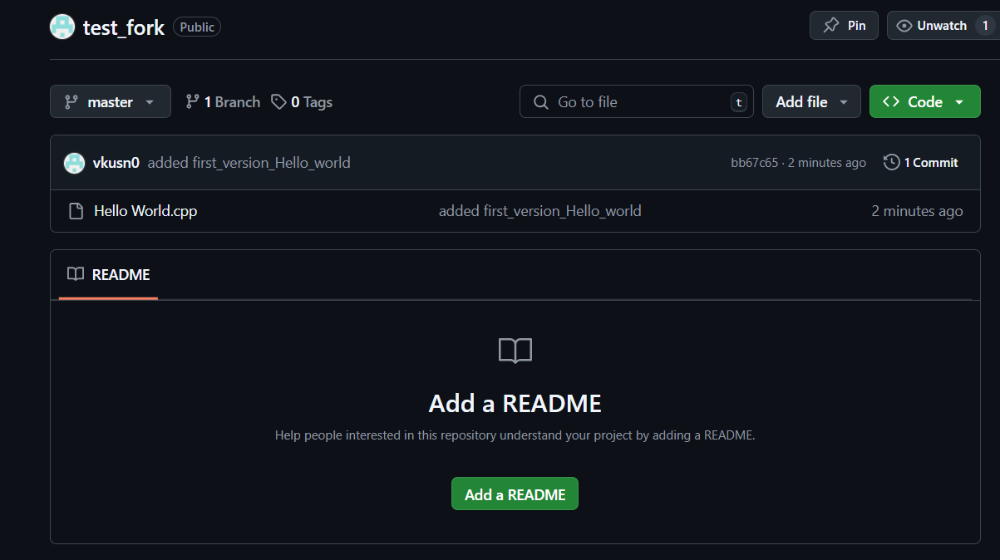 test_fork Public Pin Unwatch 1
master 1 Branch 0 Tags Go to file t Add file Code
vkusn0 added first_version_Hello_world bb67c65 · 2 minutes ago 1 Commit
Hello World.cpp added first_version_Hello_world 2 minutes ago
README
Add a README
Help people interested in this repository understand your project by adding a README.
Add a README